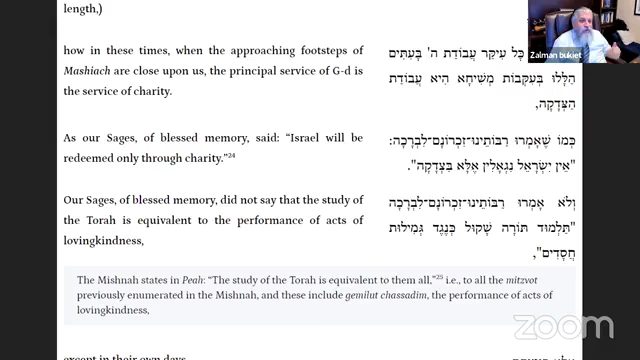 length,)
how in these times, when the approaching footsteps of
Mashiach are close upon us, the principal service of G-d
is the service of charity.
כָּל עִיקַּר עֲבוֹדַת ה' בָּעִתִּים
הַלָּלוּ בְּעִקְּבוֹת מְשִׁיחָא הִיא עֲבוֹדַת
הַצְּדָקָה,
As our Sages, of blessed memory, said: “Israel will be
redeemed only through charity.”24
כְּמוֹ שֶׁאָמְרוּ רַבּוֹתֵינוּ־זִכְרוֹנָם־לִבְרָכָה:
"אֵין יִשְׂרָאֵל נִגְאָלִין אֶלָּא בִּצְדָקָה".
Our Sages, of blessed memory, did not say that the study of
the Torah is equivalent to the performance of acts of
lovingkindness,
וְלֹא אָמְרוּ רַבּוֹתֵינוּ־זִכְרוֹנָם־לִבְרָכָה
"תַּלְמוּד תּוֹרָה שָׁקוּל כְּנֶגֶד גְּמִילוּת
חֲסָדִים",
The Mishnah states in Peah: “The study of the Torah is equivalent to them all,”25 i.e., to all the mitzvot
previously enumerated in the Mishnah, and these include gemilut chassadim, the performance of acts of
lovingkindness,
except in their own days
Zalman bukiet
zoom